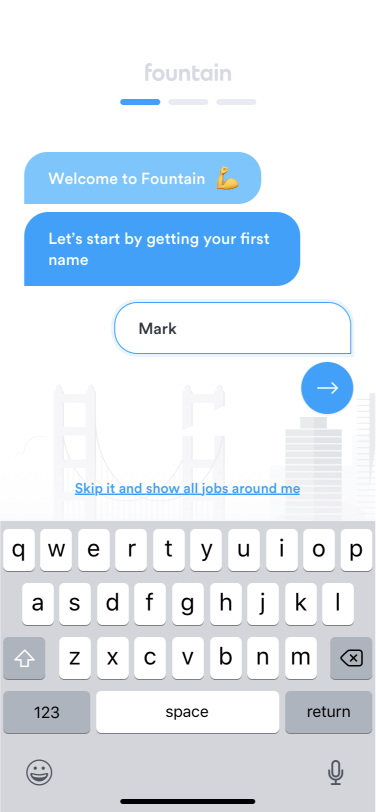 fountain
Welcome to Fountain 💪
Let's start by getting your first
name
Mark
Skip it and show all jobs around me
q w e r t y u i o p
a s d f g h j k l
z x c v b n m
123 space return